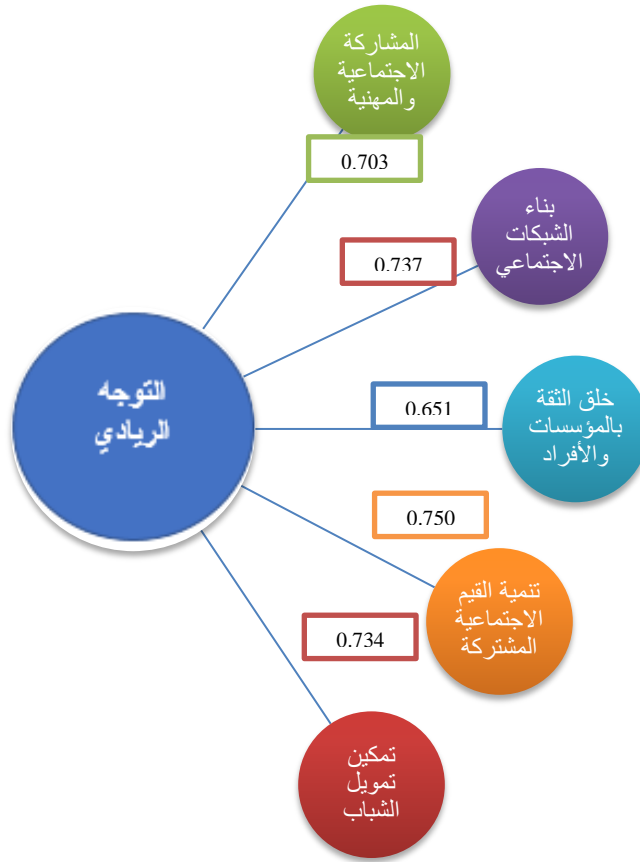 المشاركة
الاجتماعية
والمهنية
0.703
بناء
الشبكات
الاجتماعي
0.737
التوجه
الريادي
0.651
خلق الثقة
بالمؤسسات
والأفراد
0.750
تنمية القيم
الاجتماعية
المشتركة
0.734
تمكين
تمويل
الشباب